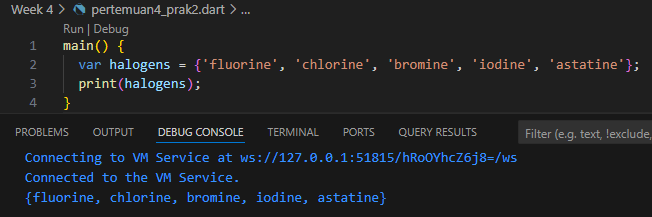 Week 4 > pertemuan4_prak2.dart > ...
Run | Debug
1 main() {
2 var halogens = {'fluorine', 'chlorine', 'bromine', 'iodine', 'astatine'};
3 print(halogens);
4 }
PROBLEMS OUTPUT DEBUG CONSOLE TERMINAL PORTS QUERY RESULTS Filter (e.g. text, !exclude,
Connecting to VM Service at ws://127.0.0.1:51815/hRoOYhcZ6j8=/ws
Connected to the VM Service.
{fluorine, chlorine, bromine, iodine, astatine}